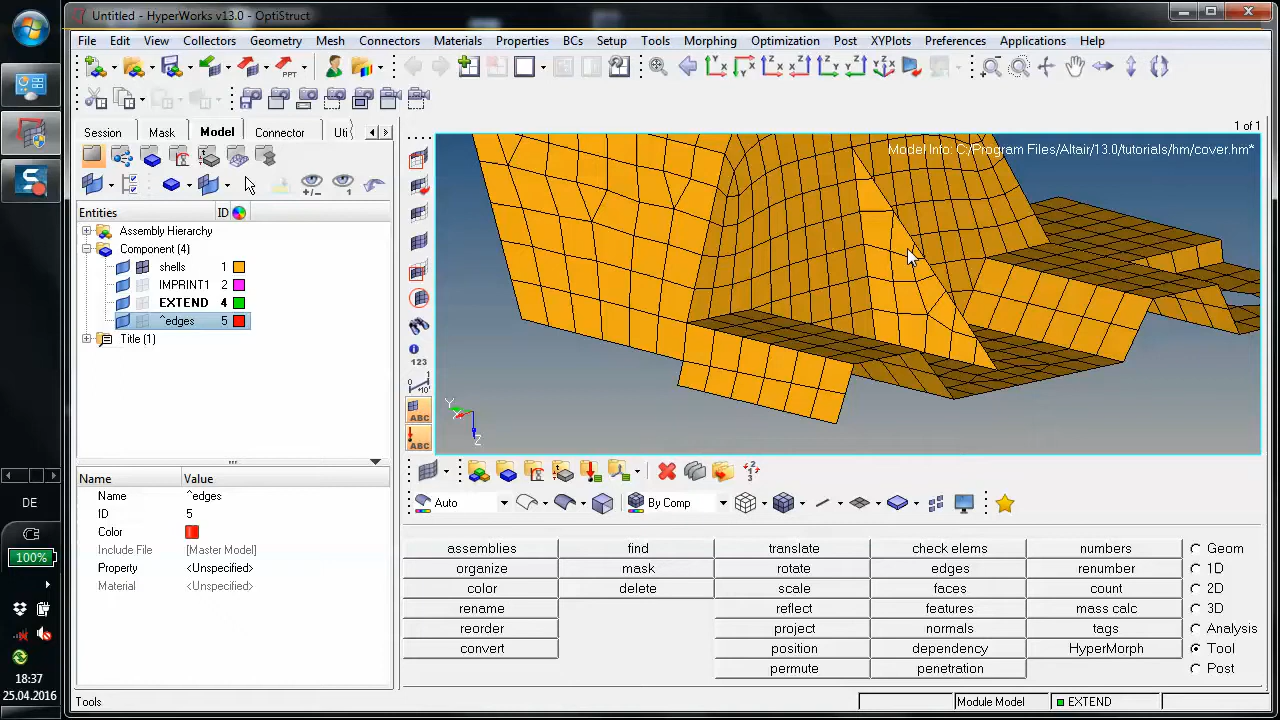 Untitled - HyperWorks v13.0 - OptiStruct
File Edit View Collectors Geometry Mesh Connectors Materials Properties BCs Setup Tools Morphing Optimization Post XYPlots Preferences Applications Help
Session Mask Model Connector Uti
1 of 1
Model Info: C:/Program Files/Altair/13.0/tutorials/hm/cover.hm*
Entities ID
Assembly Hierarchy
Component (4)
shells 1
IMPRINT1 2
EXTEND 4
^edges 5
Title (1)
Name Value
Name ^edges
ID 5
Color
Include File [Master Model]
Property <Unspecified>
Material <Unspecified>
123
ABC
ABC
Y X Z
Auto By Comp
assemblies find translate check elems numbers Geom
organize mask rotate edges renumber 1D
color delete scale faces count 2D
rename reflect features mass calc 3D
reorder project normals tags Analysis
convert position dependency HyperMorph Tool
permute penetration Post
Tools Module Model EXTEND
DE
100%
18:37
25.04.2016